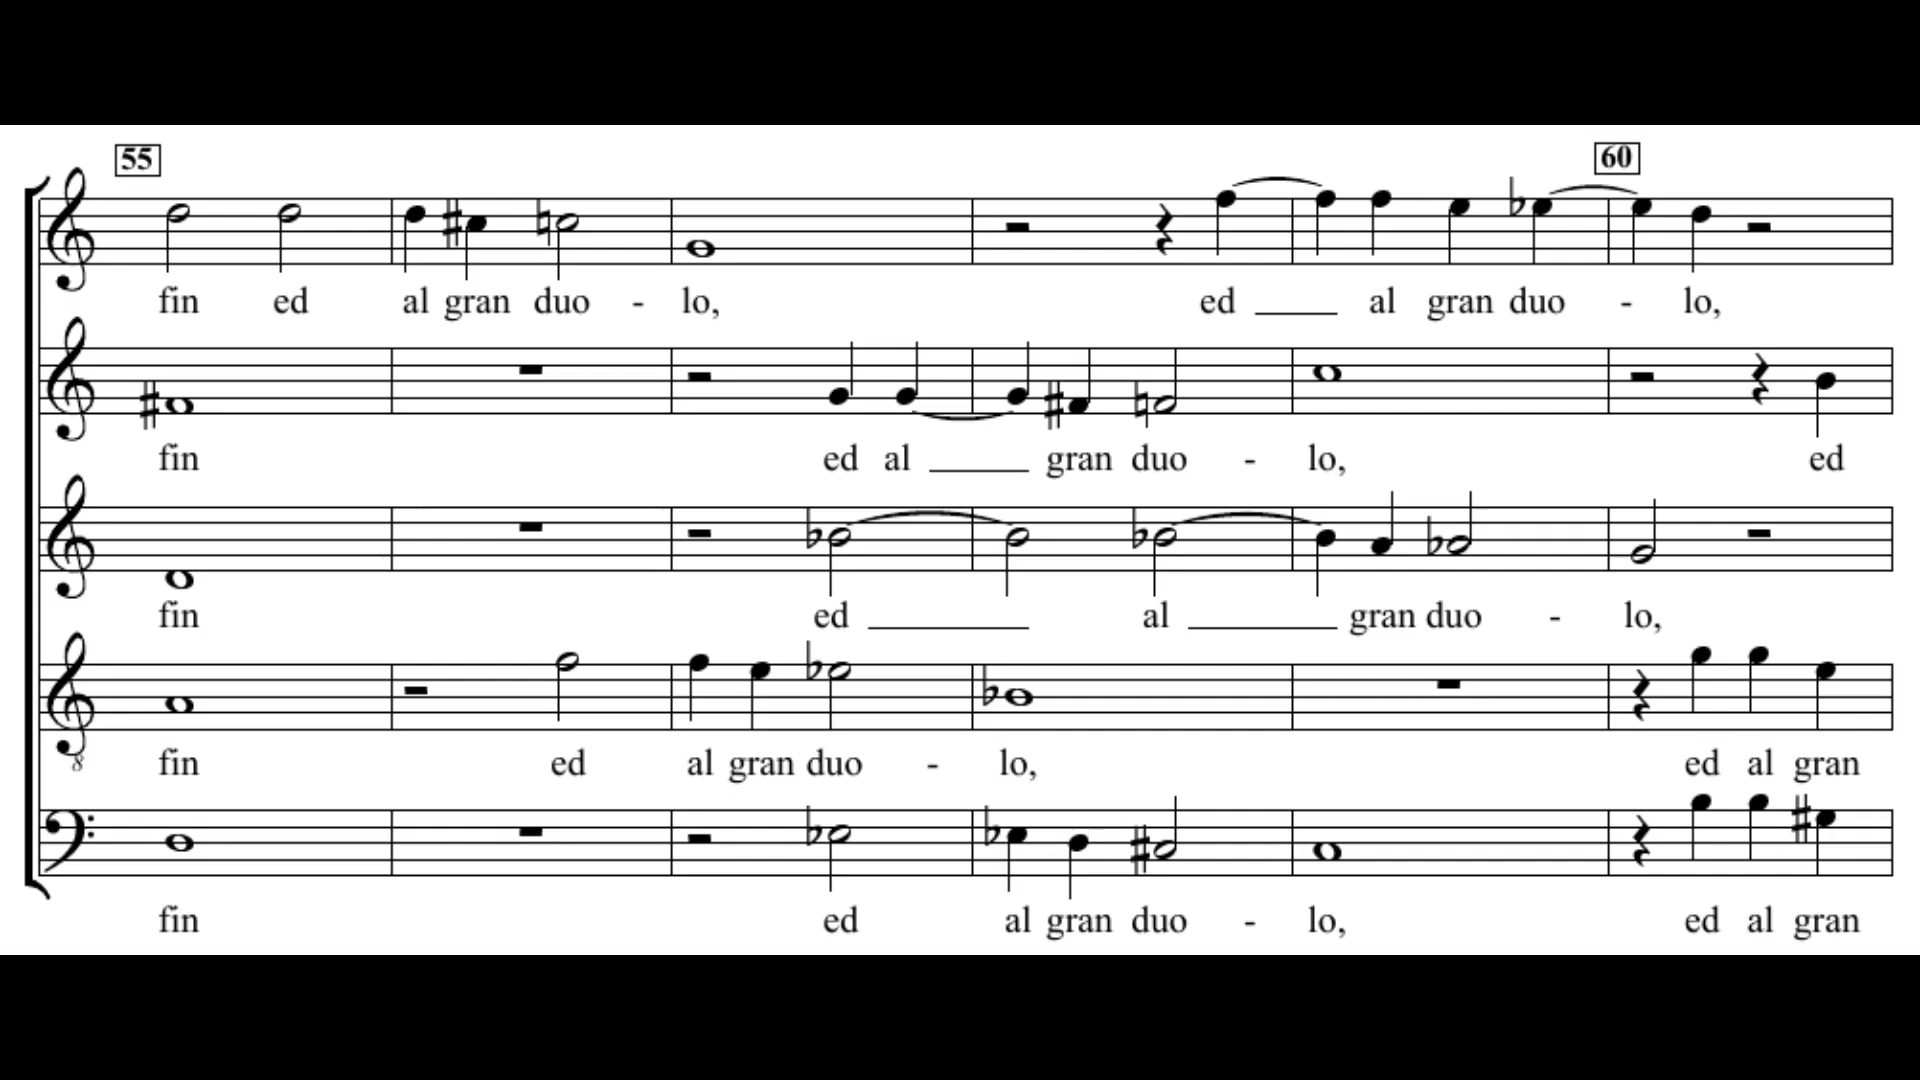 55 60
fin ed al gran duo - lo, ed al gran duo - lo,
fin ed al gran duo - lo, ed
fin ed al gran duo - lo,
8
fin ed al gran duo - lo, ed al gran
fin ed al gran duo - lo, ed al gran